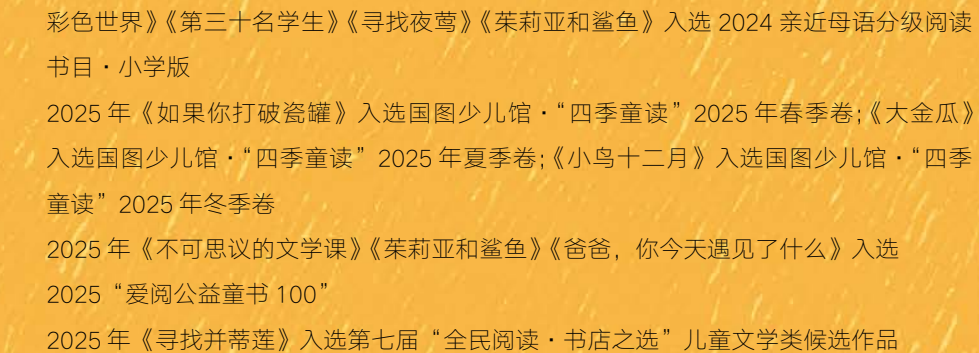 彩色世界》《第三十名学生》《寻找夜莺》《茱莉亚和鲨鱼》入选 2024 亲近母语分级阅读
书目·小学版
2025 年《如果你打破瓷罐》入选国图少儿馆·“四季童读”2025 年春季卷;《大金瓜》
入选国图少儿馆·“四季童读”2025 年夏季卷;《小鸟十二月》入选国图少儿馆·“四季
童读”2025 年冬季卷
2025 年《不可思议的文学课》《茱莉亚和鲨鱼》《爸爸，你今天遇见了什么》入选
2025“爱阅公益童书 100”
2025 年《寻找并蒂莲》入选第七届“全民阅读·书店之选”儿童文学类候选作品